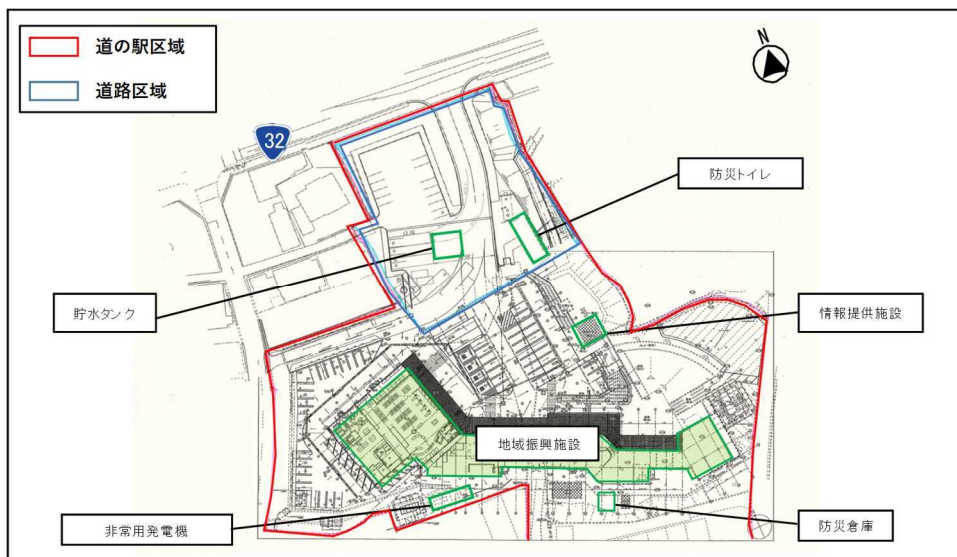 道の駅区域
道路区域
N
32
防災トイレ
貯水タンク
情報提供施設
地域振興施設
非常用発電機
防災倉庫